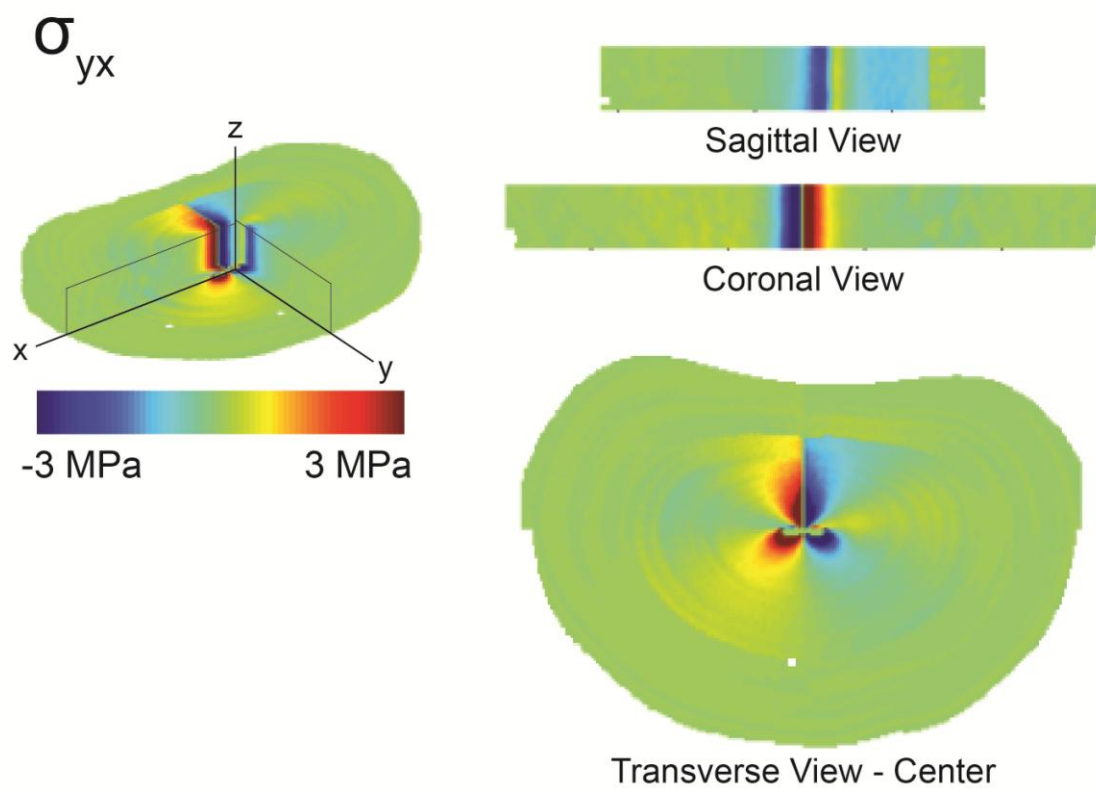 σyx
z
x
y
-3 MPa 3 MPa
Sagittal View
Coronal View
Transverse View - Center